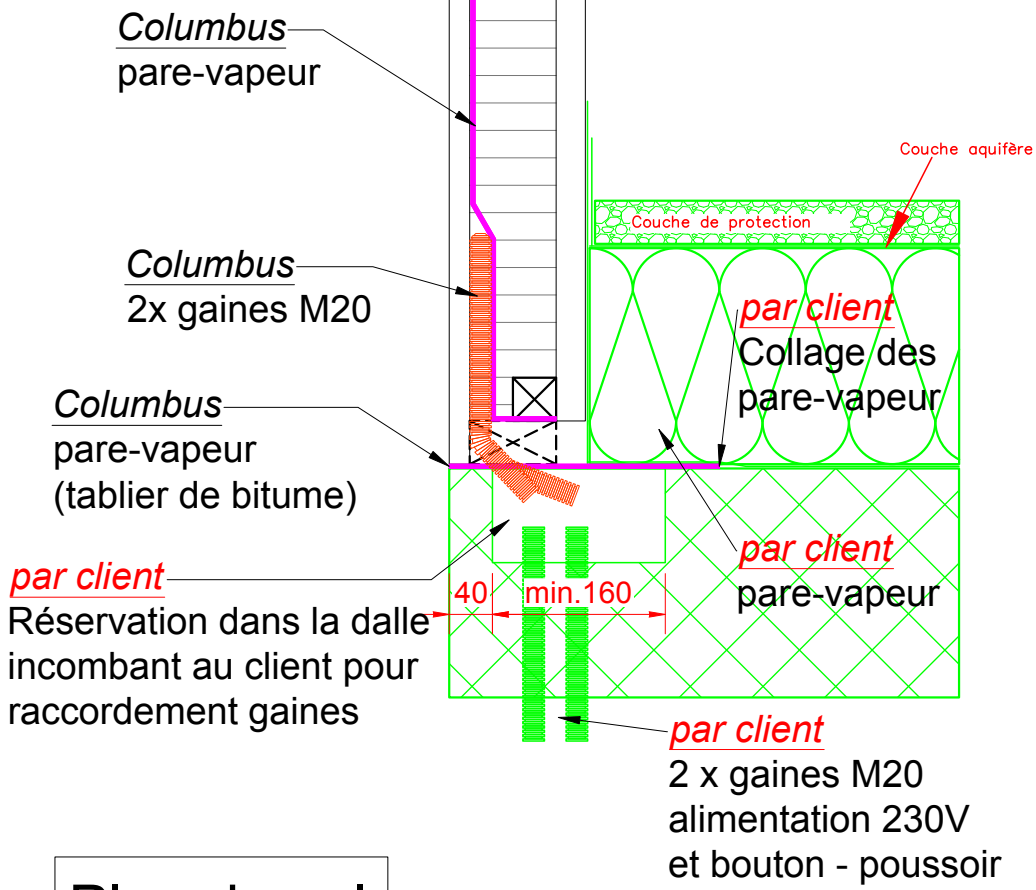 Columbus
pare-vapeur
Couche aquifère
Couche de protection
Columbus
2x gaines M20
par client
Collage des
pare-vapeur
Columbus
pare-vapeur
(tablier de bitume)
par client
pare-vapeur
par client
Réservation dans la dalle
incombant au client pour
raccordement gaines
40
min.160
par client
2 x gaines M20
alimentation 230V
et bouton - poussoir